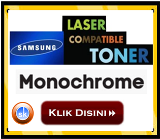 LASER
COMPATIBLE
SAMSUNG
TONER
Monochrome
KLIK DISINI